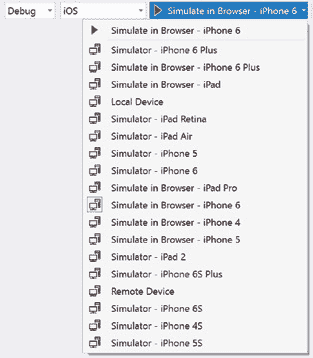 Debug iOS Simulate in Browser - iPhone 6
Simulate in Browser - iPhone 6
Simulator - iPhone 6 Plus
Simulate in Browser - iPhone 6 Plus
Simulate in Browser - iPad
Local Device
Simulator - iPad Retina
Simulator - iPad Air
Simulator - iPhone 5
Simulator - iPhone 6
Simulate in Browser - iPad Pro
Simulate in Browser - iPhone 6
Simulate in Browser - iPhone 4
Simulate in Browser - iPhone 5
Simulator - iPad 2
Simulator - iPhone 6S Plus
Remote Device
Simulator - iPhone 6S
Simulator - iPhone 4S
Simulator - iPhone 5S